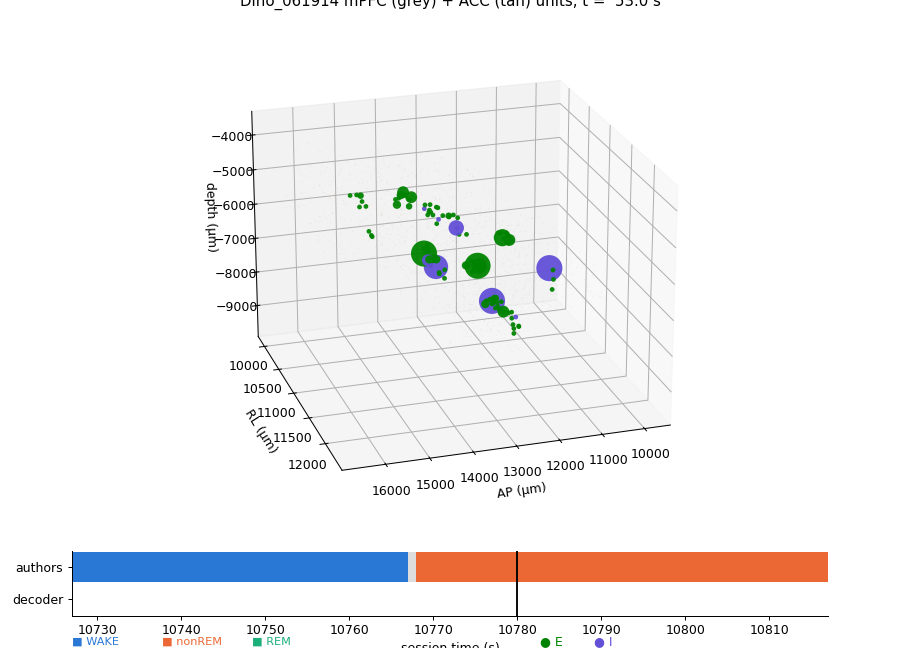 Dino_061914 mPFC (grey) + ACC (tan) units, t = 53.0 s
−4000
−5000
−6000
−7000
−8000
−9000
depth (μm)
10000
10500
11000
11500
12000
RL (μm)
16000 15000 14000 13000 12000 11000 10000
AP (μm)
authors
decoder
10730 10740 10750 10760 10770 10780 10790 10800 10810
session time (s)
WAKE nonREM REM E I